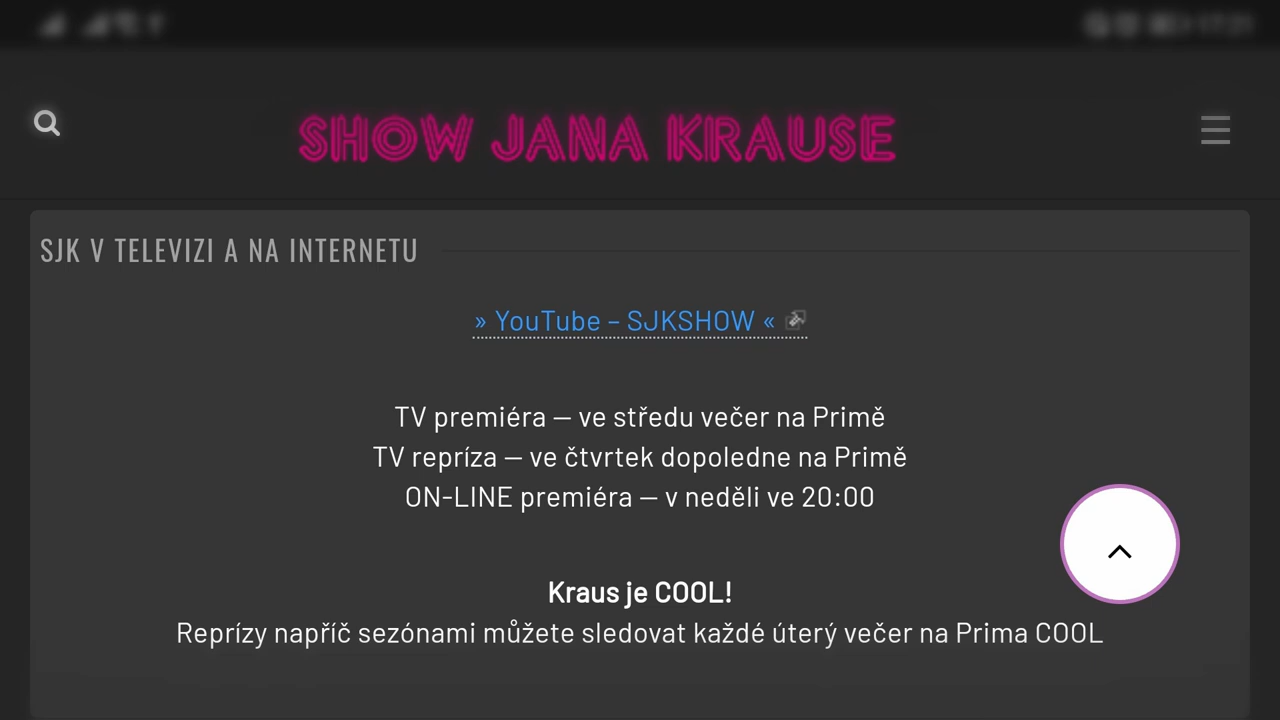 SHOW JANA KRAUSE
SJK V TELEVIZI A NA INTERNETU
» YouTube – SJKSHOW «
TV premiéra — ve středu večer na Primě
TV repríza — ve čtvrtek dopoledne na Primě
ON-LINE premiéra — v neděli ve 20:00
Kraus je COOL!
Reprízy napříč sezónami můžete sledovat každé úterý večer na Prima COOL